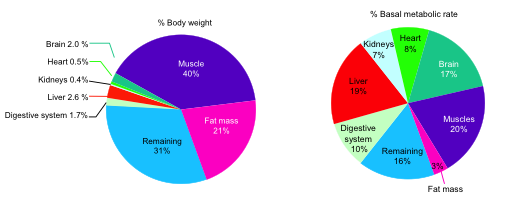 % Body weight
Brain 2.0 %
Heart 0.5%
Kidneys 0.4%
Liver 2.6 %
Digestive system 1.7%
Muscle
40%
Fat mass
21%
Remaining
31%
% Basal metabolic rate
Kidneys
7%
Heart
8%
Brain
17%
Liver
19%
Muscles
20%
Digestive
system
10%
Remaining
16%
3%
Fat mass